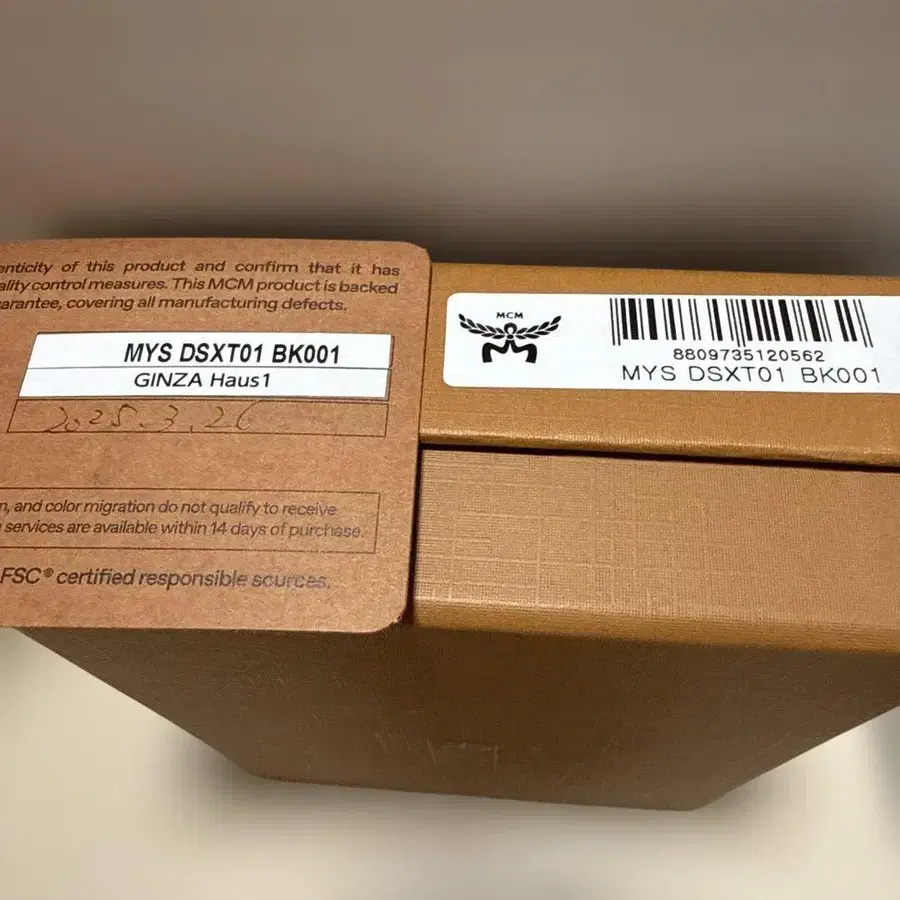 enticity of this product and confirm that it has
ality control measures. This MCM product is backed
arantee, covering all manufacturing defects.
MYS DSXT01 BK001
GINZA Haus1
2025.3.26
n, and color migration do not qualify to receive
services are available within 14 days of purchase.
FSC® certified responsible sources.
MCM
8809735120562
MYS DSXT01 BK001